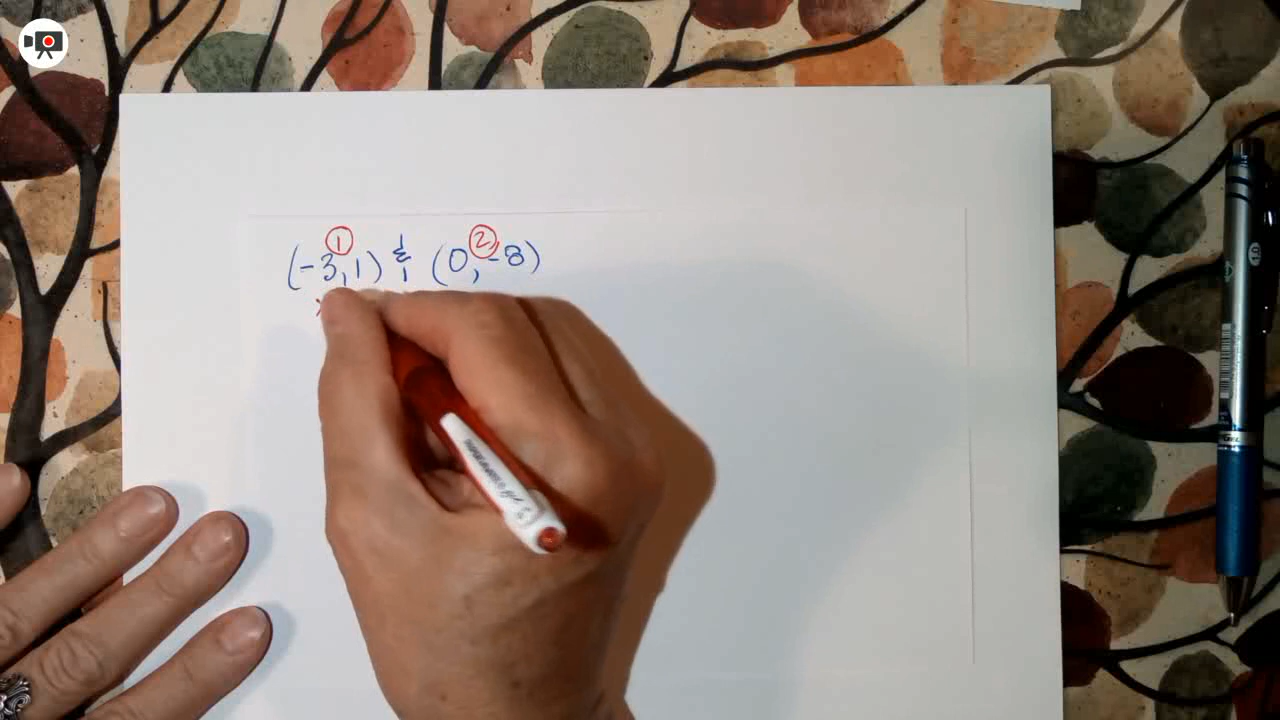 ① ②
(-3,1) & (0,-8)
x